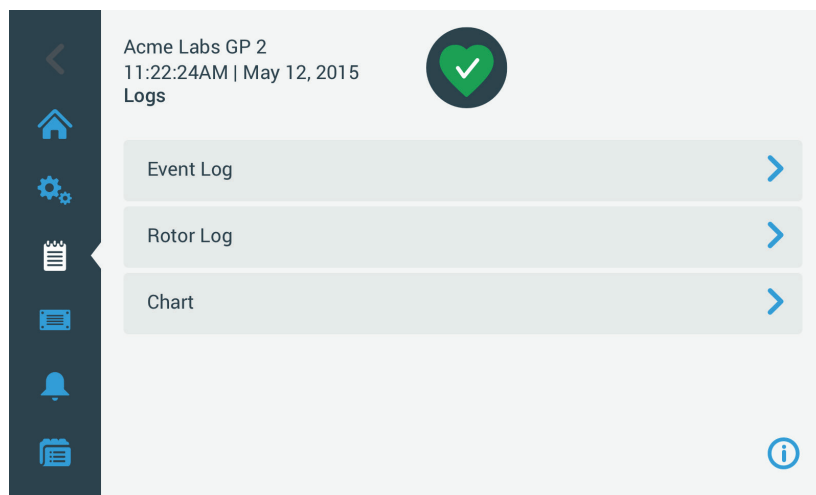 Acme Labs GP 2
11:22:24AM | May 12, 2015
Logs
Event Log
Rotor Log
Chart